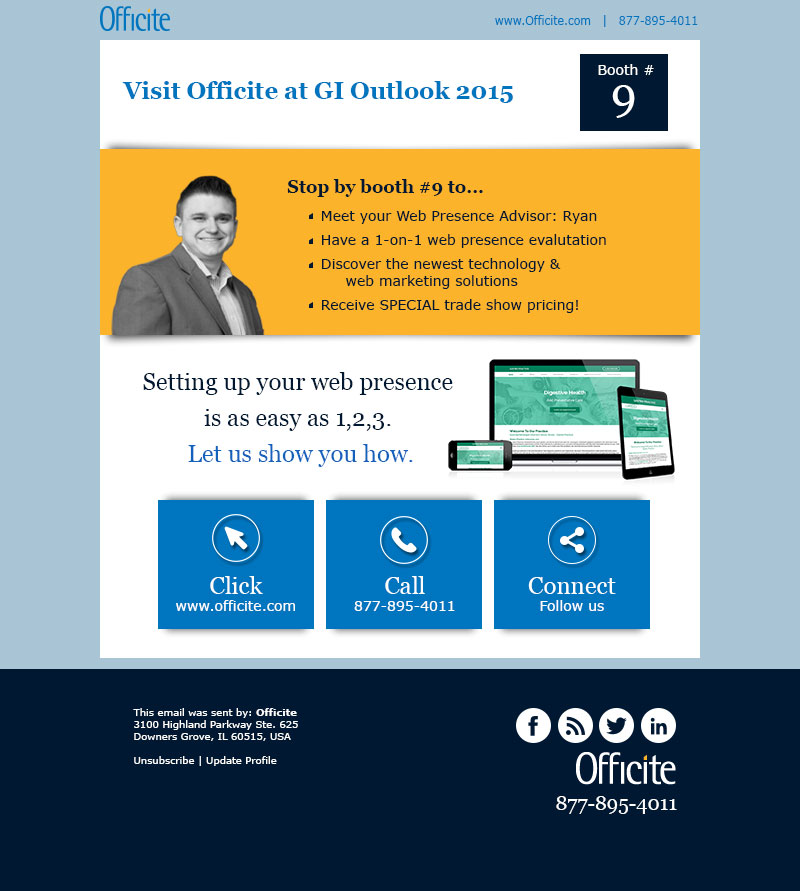 Officite
www.Officite.com | 877-895-4011
Visit Officite at GI Outlook 2015
Booth #
9
Stop by booth #9 to...
Meet your Web Presence Advisor: Ryan
Have a 1-on-1 web presence evalutation
Discover the newest technology &
web marketing solutions
Receive SPECIAL trade show pricing!
Setting up your web presence
is as easy as 1,2,3.
Let us show you how.
Digestive Health
Welcome To Our Practice
Click
www.officite.com
Call
877-895-4011
Connect
Follow us
This email was sent by: Officite
3100 Highland Parkway Ste. 625
Downers Grove, IL 60515, USA
Unsubscribe | Update Profile
Officite
877-895-4011